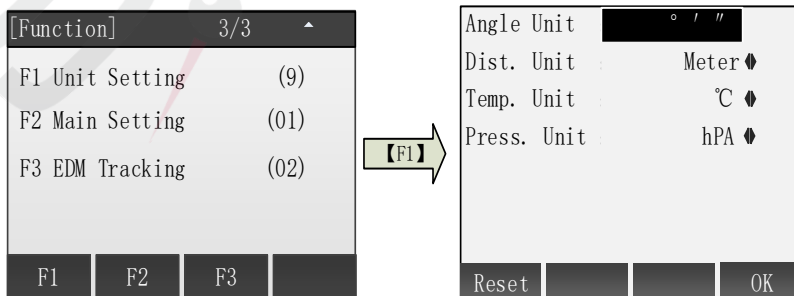 [Function] 3/3
F1 Unit Setting (9)
F2 Main Setting (01)
F3 EDM Tracking (02)
F1 F2 F3
【F1】
Angle Unit ° ′ ″
Dist. Unit : Meter
Temp. Unit : ℃
Press. Unit : hPA
Reset OK